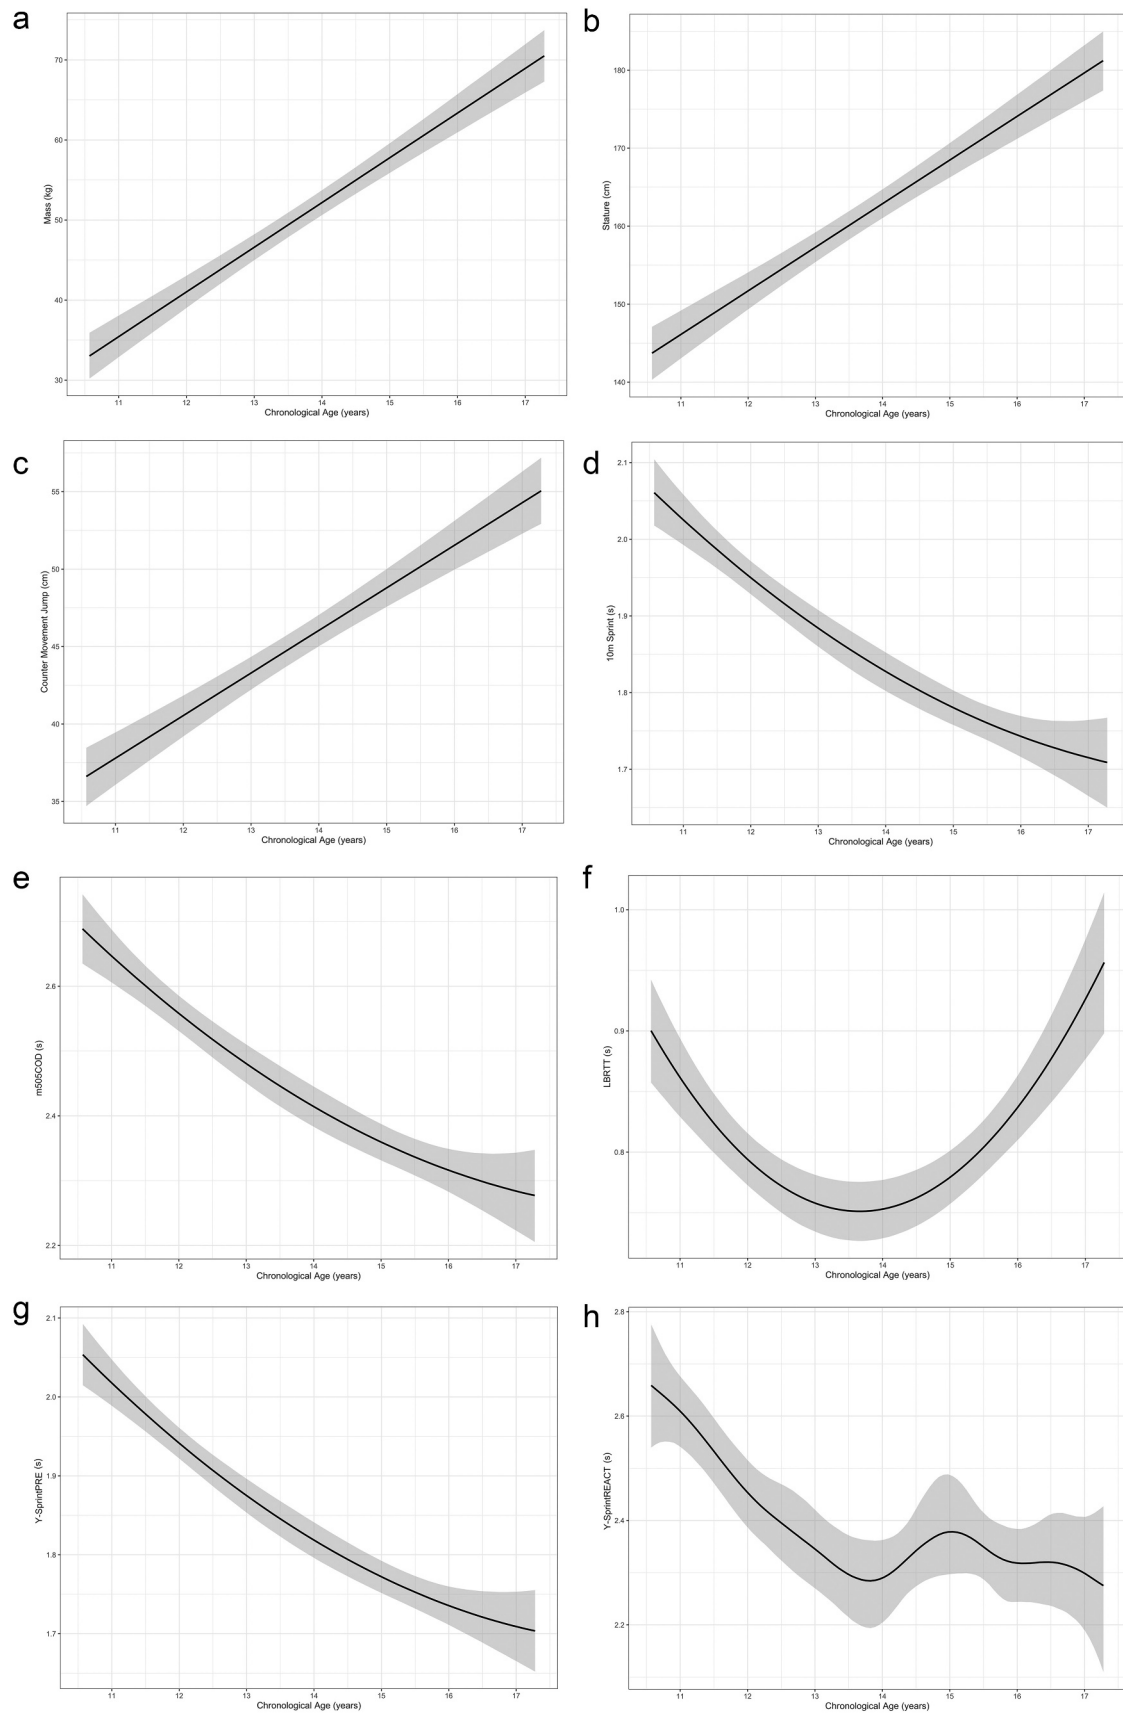 a
70
60
50
40
30
Mass (kg)
11 12 13 14 15 16 17
Chronological Age (years)
b
180
170
160
150
140
Stature (cm)
11 12 13 14 15 16 17
Chronological Age (years)
c
55
50
45
40
35
Counter Movement Jump (cm)
11 12 13 14 15 16 17
Chronological Age (years)
d
2.1
2.0
1.9
1.8
1.7
10m Sprint (s)
11 12 13 14 15 16 17
Chronological Age (years)
e
2.6
2.4
2.2
m505COD (s)
11 12 13 14 15 16 17
Chronological Age (years)
f
1.0
0.9
0.8
LBRTT (s)
11 12 13 14 15 16 17
Chronological Age (years)
g
2.1
2.0
1.9
1.8
1.7
Y-SprintPRE (s)
11 12 13 14 15 16 17
Chronological Age (years)
h
2.8
2.6
2.4
2.2
Y-SprintREACT (s)
11 12 13 14 15 16 17
Chronological Age (years)